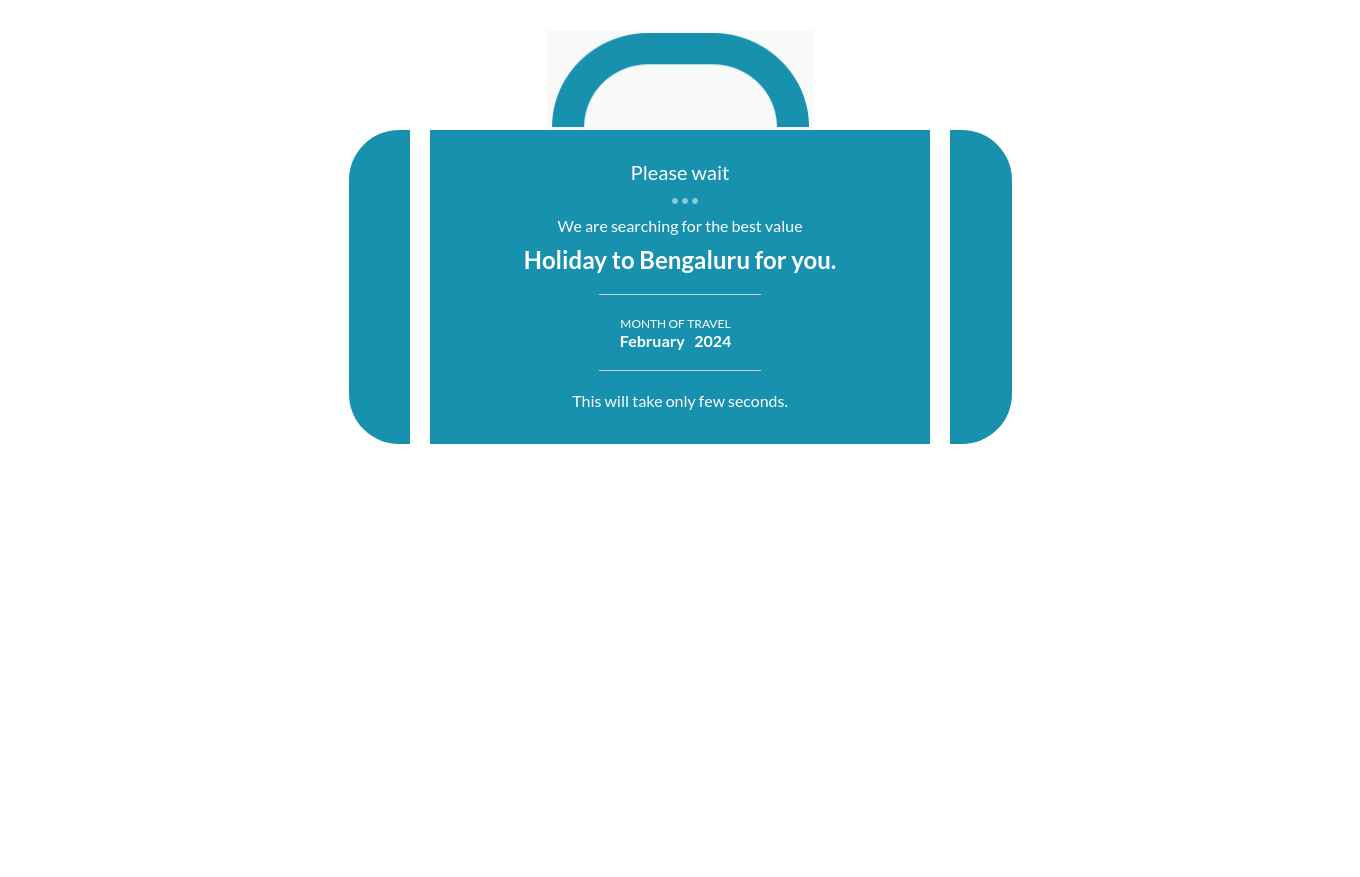 Please wait
We are searching for the best value
Holiday to Bengaluru for you.
MONTH OF TRAVEL
February 2024
This will take only few seconds.